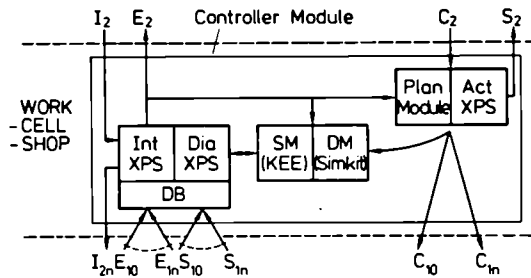 I2 E2 Controller Module C2 S2
WORK
-CELL
-SHOP
Plan Module
Act XPS
Int XPS
Dia XPS
SM (KEE)
DM (Simkit)
DB
I2n E10 E1n S10 S1n C10 C1n